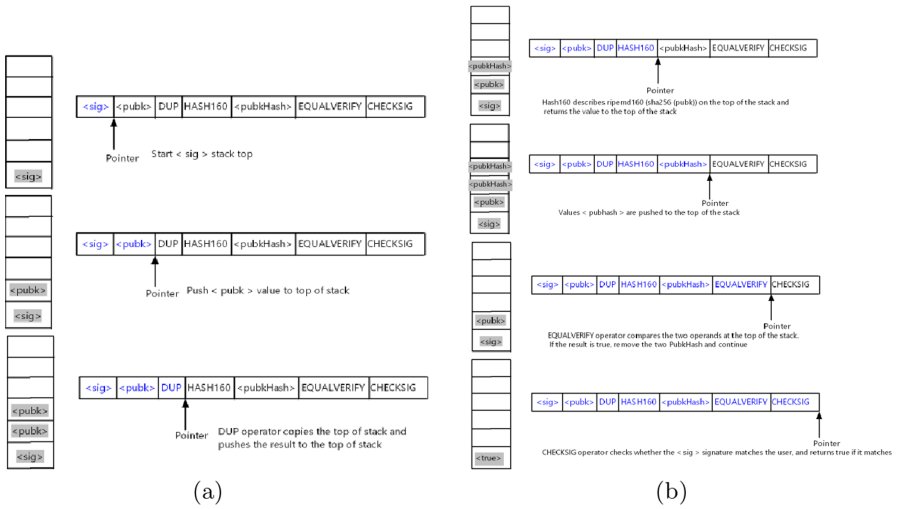 <sig>
<sig> <pubk> DUP HASH160 <pubkHash> EQUALVERIFY CHECKSIG
Pointer
Start < sig > stack top
<pubk>
<sig>
<sig> <pubk> DUP HASH160 <pubkHash> EQUALVERIFY CHECKSIG
Pointer
Push < pubk > value to top of stack
<pubk>
<pubk>
<sig>
<sig> <pubk> DUP HASH160 <pubkHash> EQUALVERIFY CHECKSIG
Pointer
DUP operator copies the top of stack and
pushes the result to the top of stack
(a)
<pubkHash>
<pubk>
<sig>
<sig> <pubk> DUP HASH160 <pubkHash> EQUALVERIFY CHECKSIG
Pointer
Hash160 describes ripemd160 (sha256 (pubk)) on the top of the stack and
returns the value to the top of the stack
<pubkHash>
<pubkHash>
<pubk>
<sig>
<sig> <pubk> DUP HASH160 <pubkHash> EQUALVERIFY CHECKSIG
Pointer
Values < pubhash > are pushed to the top of the stack
<pubk>
<sig>
<sig> <pubk> DUP HASH160 <pubkHash> EQUALVERIFY CHECKSIG
Pointer
EQUALVERIFY operator compares the two operands at the top of the stack.
If the result is true, remove the two PubkHash and continue
<true>
<sig> <pubk> DUP HASH160 <pubkHash> EQUALVERIFY CHECKSIG
Pointer
CHECKSIG operator checks whether the < sig > signature matches the user, and returns true if it matches
(b)